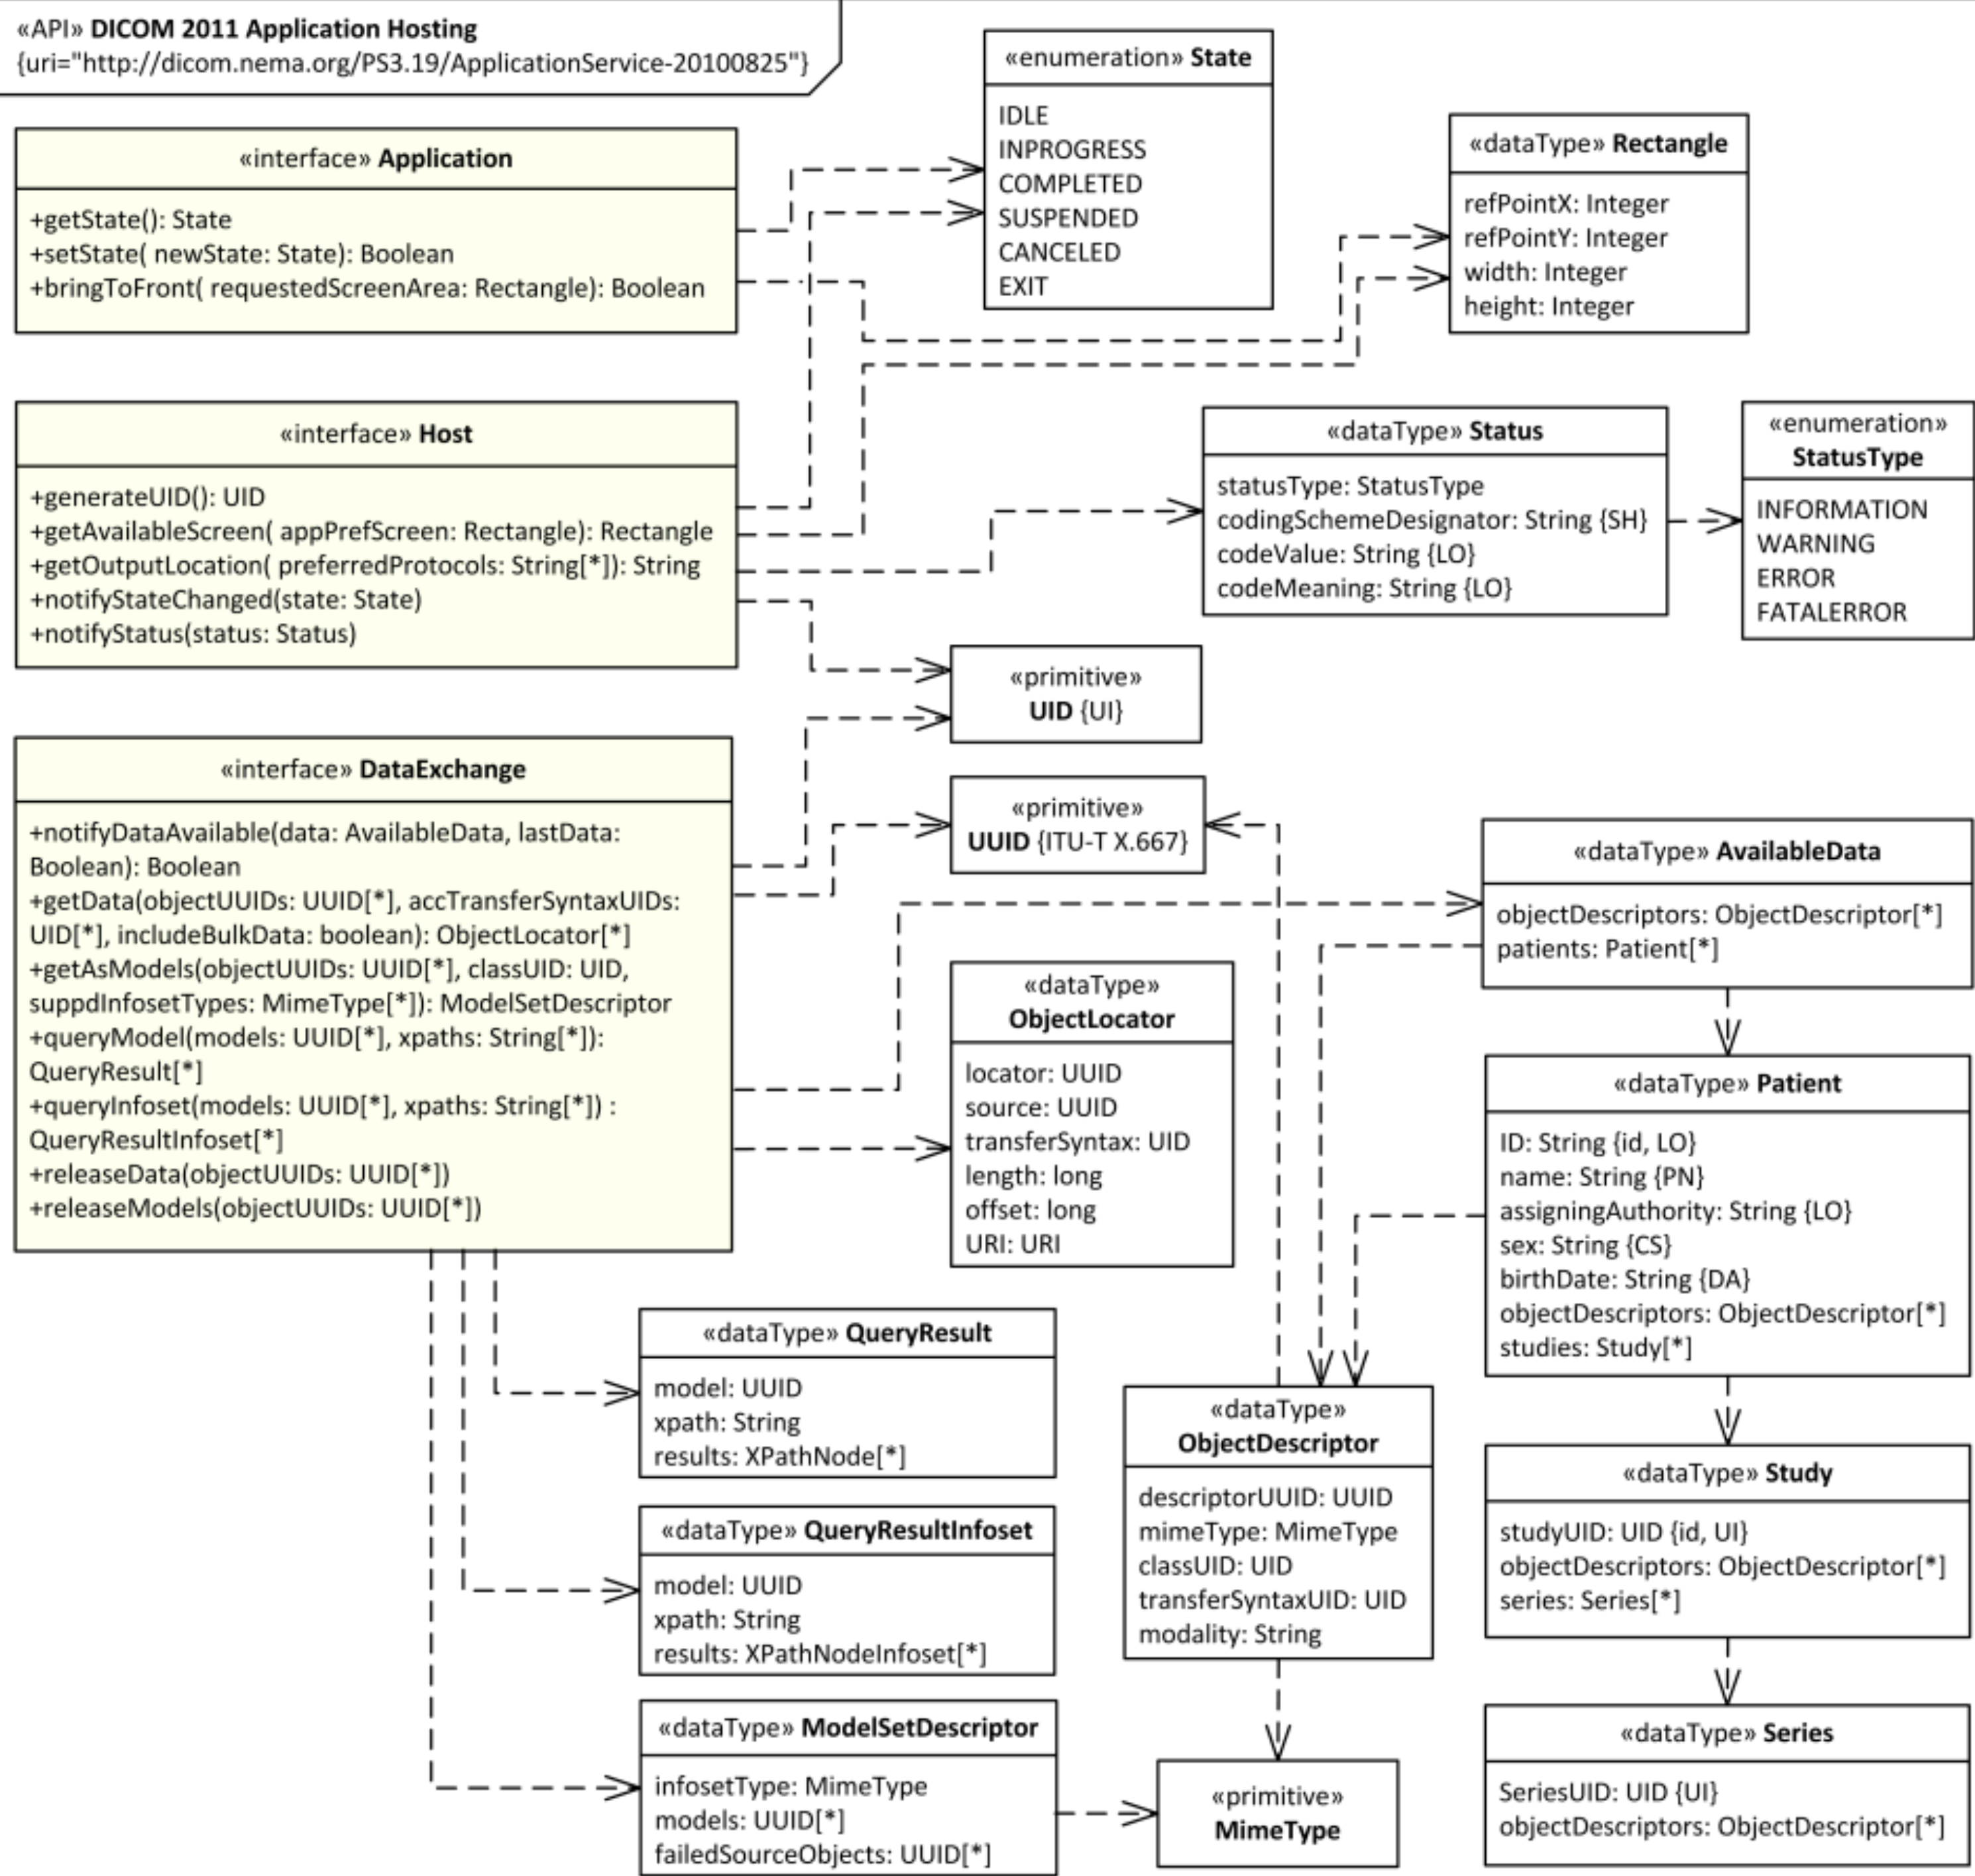 «API» DICOM 2011 Application Hosting
{uri="http://dicom.nema.org/PS3.19/ApplicationService-20100825"}
«interface» Application
+getState(): State
+setState( newState: State): Boolean
+bringToFront( requestedScreenArea: Rectangle): Boolean
«enumeration» State
IDLE
INPROGRESS
COMPLETED
SUSPENDED
CANCELED
EXIT
«dataType» Rectangle
refPointX: Integer
refPointY: Integer
width: Integer
height: Integer
«interface» Host
+generateUID(): UID
+getAvailableScreen( appPrefScreen: Rectangle): Rectangle
+getOutputLocation( preferredProtocols: String[*]): String
+notifyStateChanged(state: State)
+notifyStatus(status: Status)
«dataType» Status
statusType: StatusType
codingSchemeDesignator: String {SH}
codeValue: String {LO}
codeMeaning: String {LO}
«enumeration»
StatusType
INFORMATION
WARNING
ERROR
FATALERROR
«primitive»
UID {UI}
«interface» DataExchange
+notifyDataAvailable(data: AvailableData, lastData:
Boolean): Boolean
+getData(objectUUIDs: UUID[*], accTransferSyntaxUIDs:
UID[*], includeBulkData: boolean): ObjectLocator[*]
+getAsModels(objectUUIDs: UUID[*], classUID: UID,
suppdInfosetTypes: MimeType[*]): ModelSetDescriptor
+queryModel(models: UUID[*], xpaths: String[*]):
QueryResult[*]
+queryInfoset(models: UUID[*], xpaths: String[*]) :
QueryResultInfoset[*]
+releaseData(objectUUIDs: UUID[*])
+releaseModels(objectUUIDs: UUID[*])
«primitive»
UUID {ITU-T X.667}
«dataType» AvailableData
objectDescriptors: ObjectDescriptor[*]
patients: Patient[*]
«dataType»
ObjectLocator
locator: UUID
source: UUID
transferSyntax: UID
length: long
offset: long
URI: URI
«dataType» Patient
ID: String {id, LO}
name: String {PN}
assigningAuthority: String {LO}
sex: String {CS}
birthDate: String {DA}
objectDescriptors: ObjectDescriptor[*]
studies: Study[*]
«dataType» QueryResult
model: UUID
xpath: String
results: XPathNode[*]
«dataType»
ObjectDescriptor
descriptorUUID: UUID
mimeType: MimeType
classUID: UID
transferSyntaxUID: UID
modality: String
«dataType» Study
studyUID: UID {id, UI}
objectDescriptors: ObjectDescriptor[*]
series: Series[*]
«dataType» QueryResultInfoset
model: UUID
xpath: String
results: XPathNodeInfoset[*]
«dataType» ModelSetDescriptor
infosetType: MimeType
models: UUID[*]
failedSourceObjects: UUID[*]
«primitive»
MimeType
«dataType» Series
SeriesUID: UID {UI}
objectDescriptors: ObjectDescriptor[*]